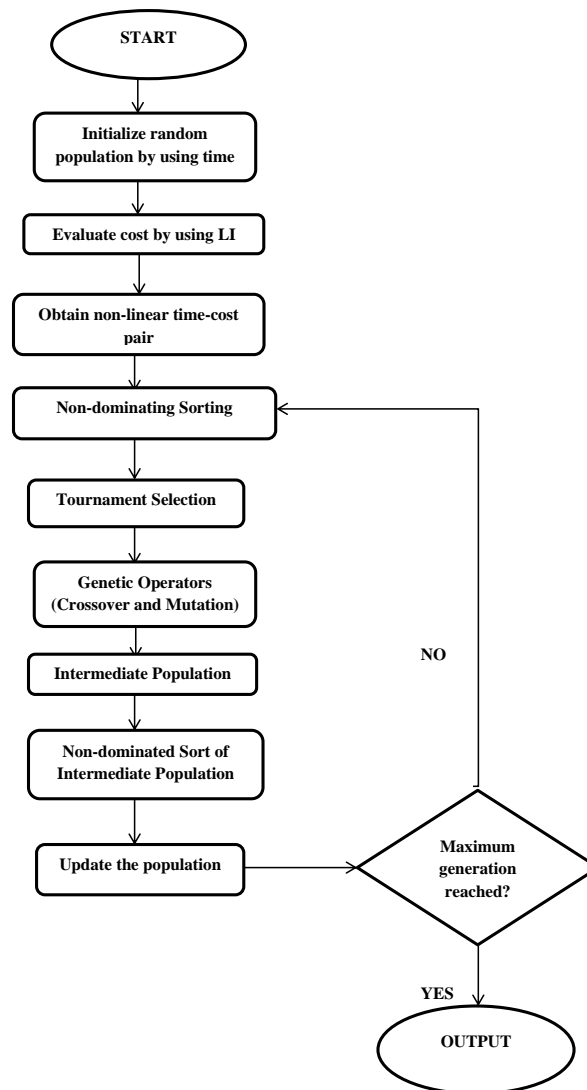 START
Initialize random
population by using time
Evaluate cost by using LI
Obtain non-linear time-cost
pair
Non-dominating Sorting
Tournament Selection
Genetic Operators
(Crossover and Mutation)
Intermediate Population
Non-dominated Sort of
Intermediate Population
Update the population
Maximum
generation
reached?
NO
YES
OUTPUT